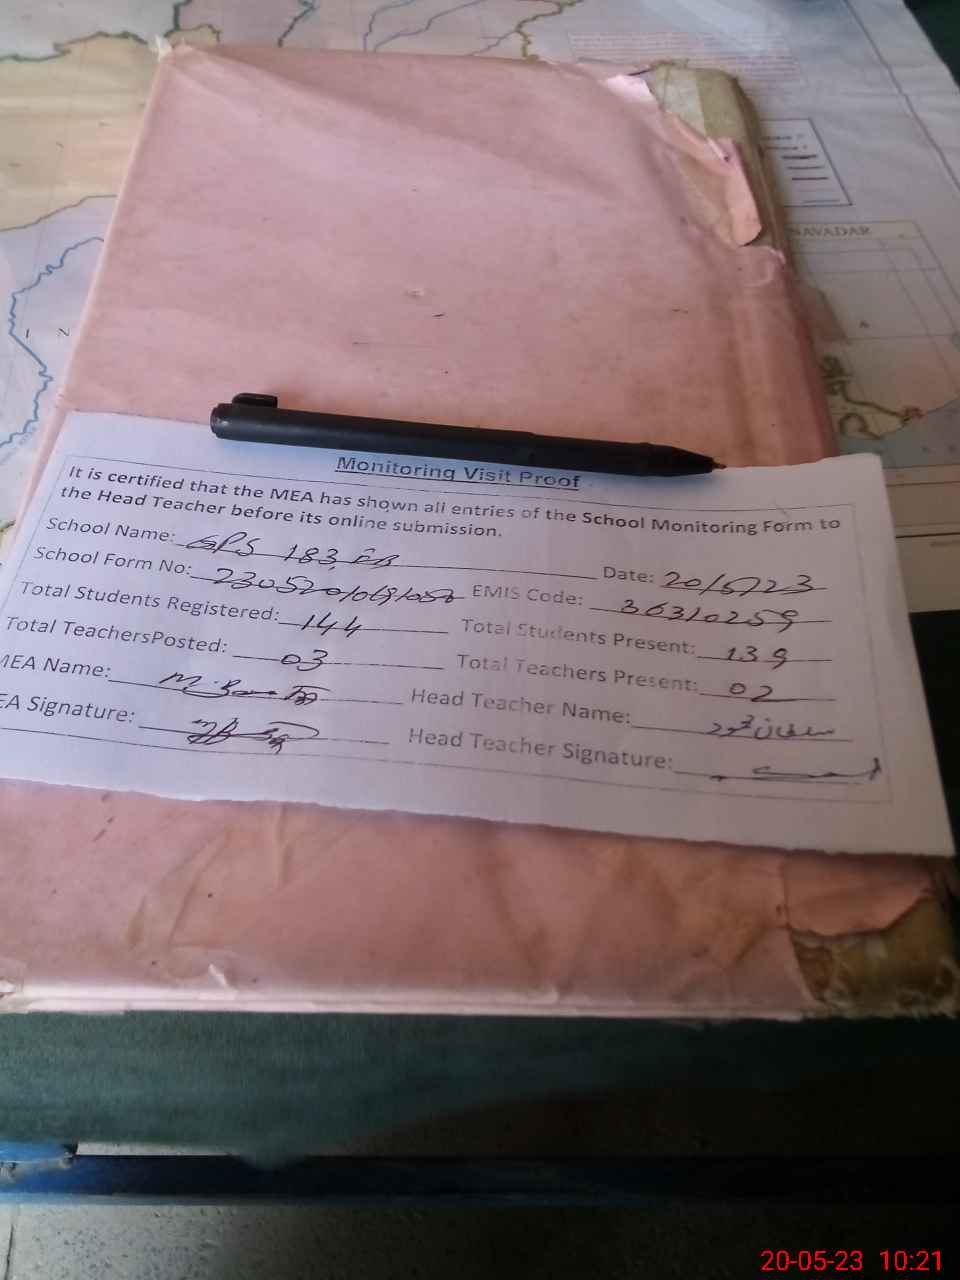 NAVADAR
Monitoring Visit Proof
It is certified that the MEA has shown all entries of the School Monitoring Form to
the Head Teacher before its online submission.
School Name: GPS 183 EB Date: 20/5/23
School Form No: EMIS Code: 36310259
Total Students Registered: 144 Total Students Present: 139
Total TeachersPosted: 03 Total Teachers Present: 02
MEA Name: Head Teacher Name:
EA Signature: Head Teacher Signature:
20-05-23 10:21